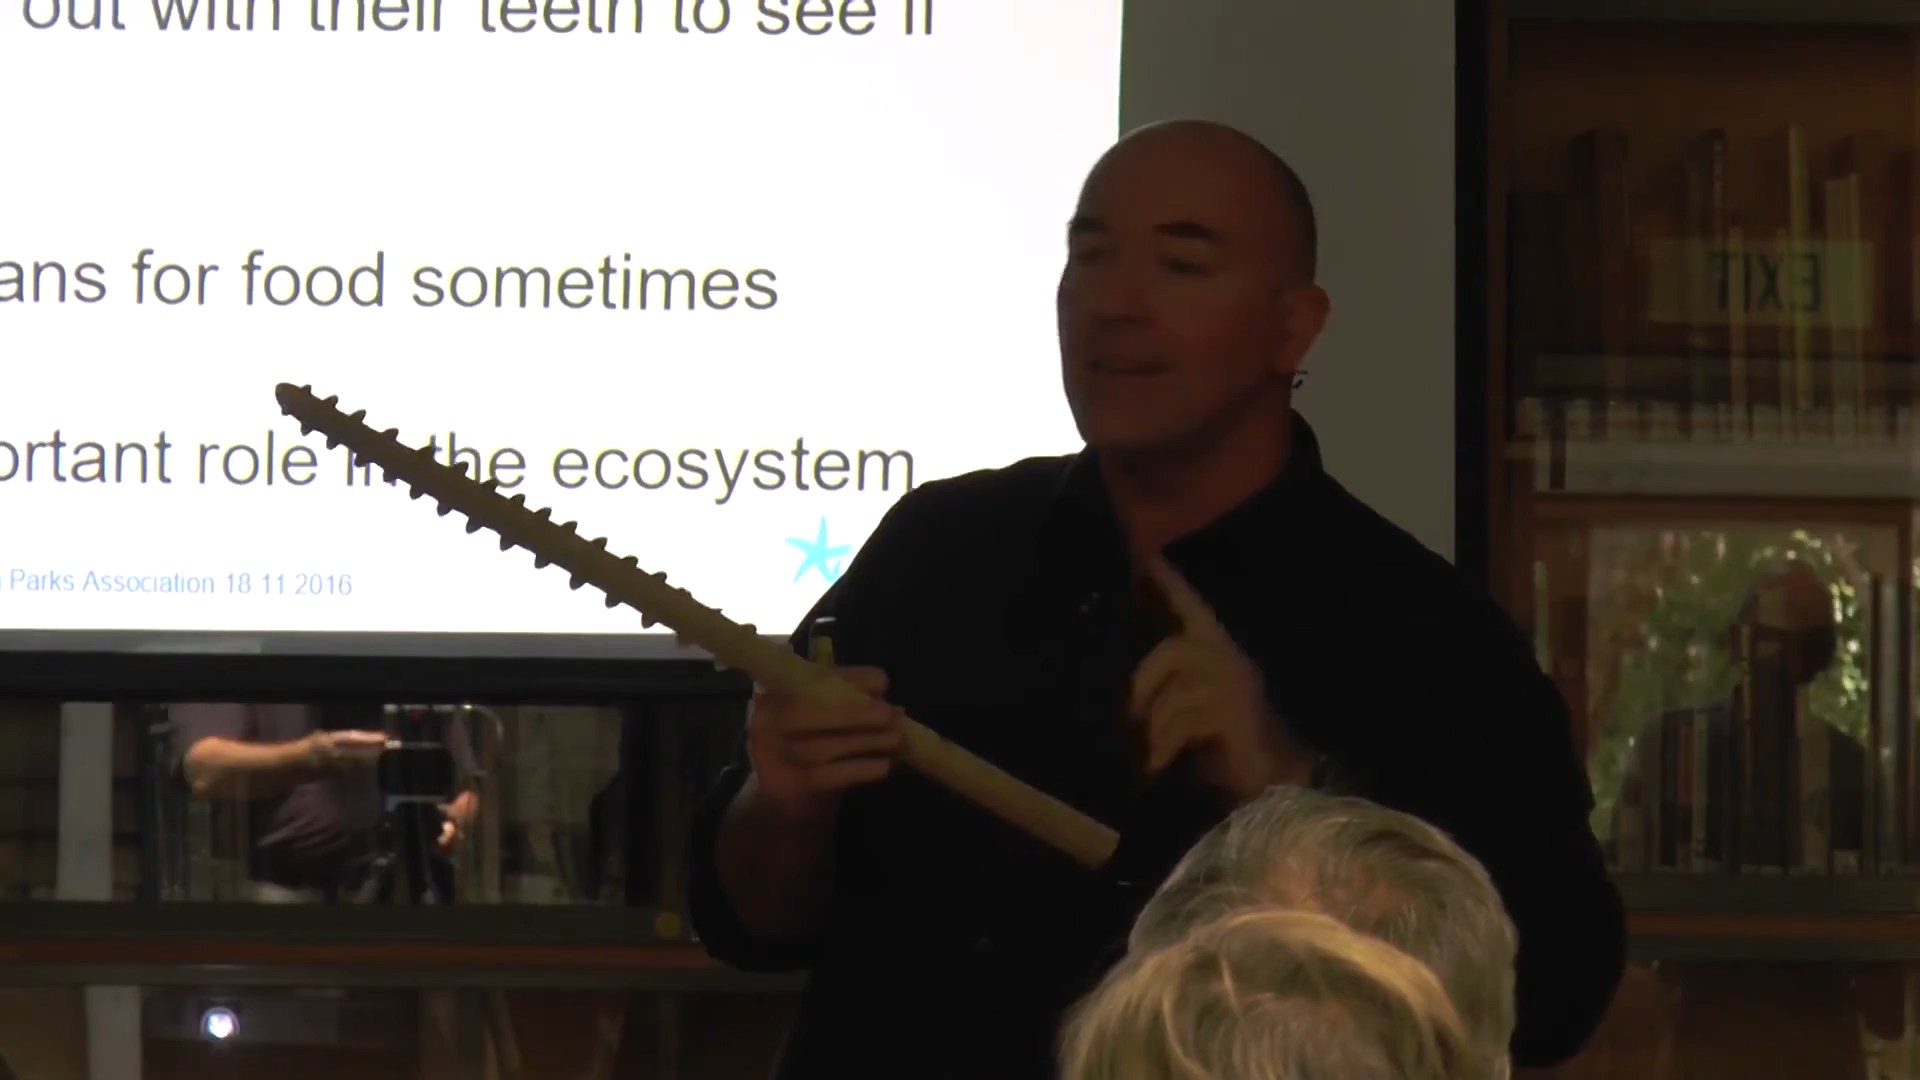 out with their teeth to see if
ans for food sometimes
ortant role in the ecosystem
Parks Association 18 11 2016
EXIT